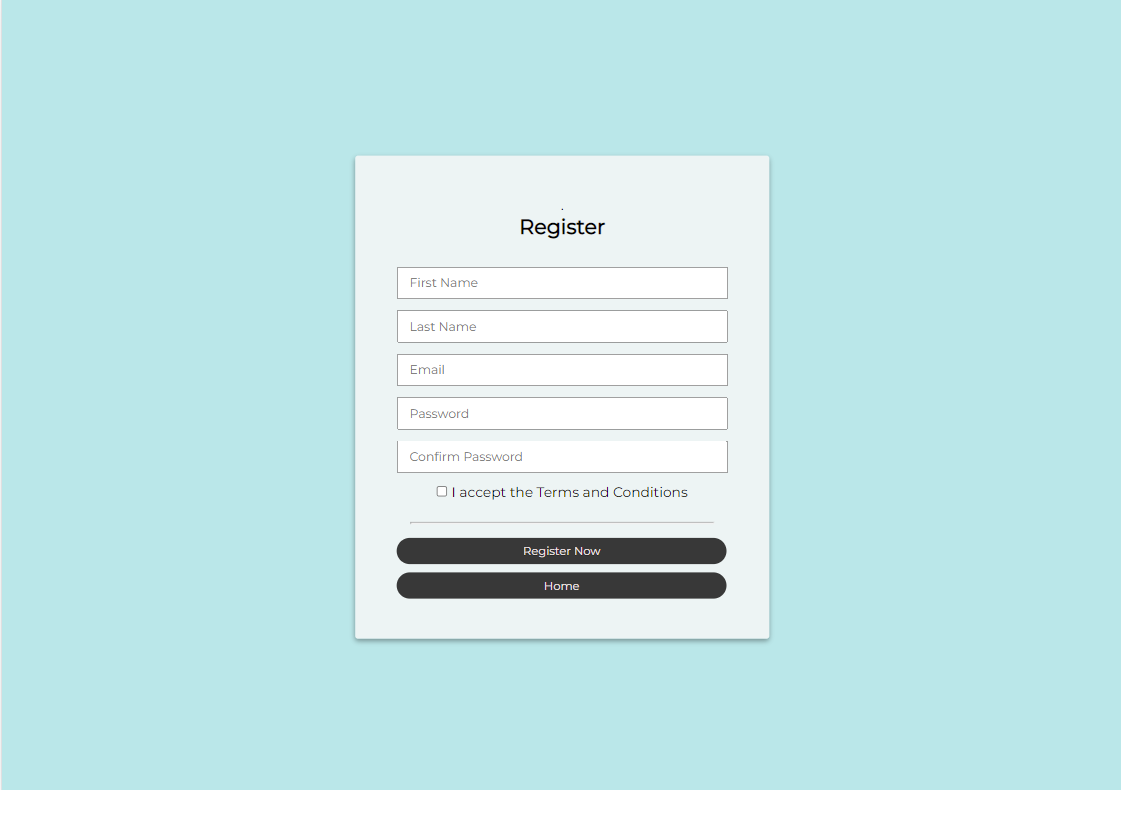 .
Register
First Name
Last Name
Email
Password
Confirm Password
I accept the Terms and Conditions
Register Now
Home